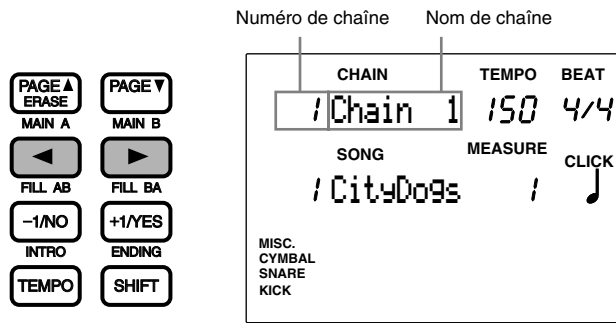 Numéro de chaîne Nom de chaîne
PAGE▲ ERASE PAGE▼
MAIN A MAIN B
◄ ►
FILL AB FILL BA
–1/NO +1/YES
INTRO ENDING
TEMPO SHIFT
CHAIN TEMPO BEAT
1 Chain 1 150 4/4
SONG MEASURE CLICK
1 CityDogs 1
MISC.
CYMBAL
SNARE
KICK